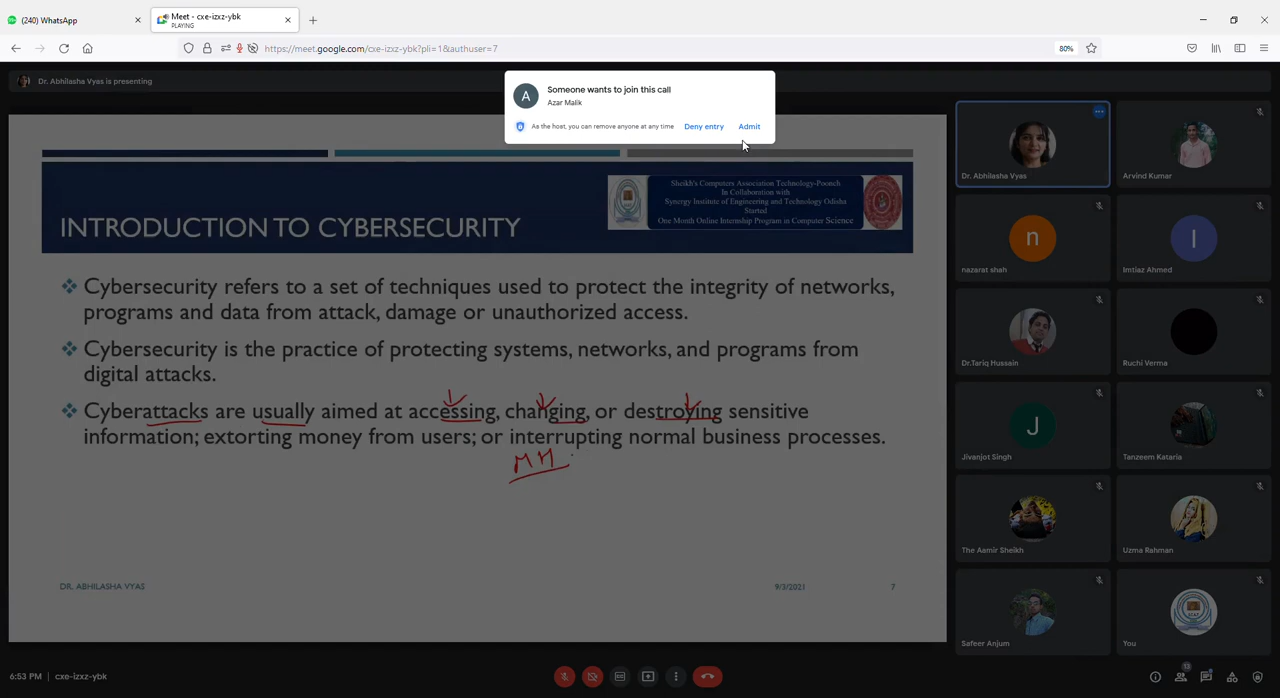 (240) WhatsApp
Meet - cxe-izxz-ybk
PLAYING
https://meet.google.com/cxe-izxz-ybk?pli=1&authuser=7
80%
Dr. Abhilasha Vyas is presenting
A
Someone wants to join this call
Azar Malik
As the host, you can remove anyone at any time
Deny entry
Admit
INTRODUCTION TO CYBERSECURITY
Sheikh's Computers Association Technology-Poonch
In Collaboration with
Synergy Institute of Engineering and Technology Odisha
Started
One Month Online Internship Program in Computer Science
Cybersecurity refers to a set of techniques used to protect the integrity of networks,
programs and data from attack, damage or unauthorized access.
Cybersecurity is the practice of protecting systems, networks, and programs from
digital attacks.
Cyberattacks are usually aimed at accessing, changing, or destroying sensitive
information; extorting money from users; or interrupting normal business processes.
MM
DR. ABHILASHA VYAS
9/3/2021
7
Dr. Abhilasha Vyas
Arvind Kumar
n
nazarat shah
I
Imtiaz Ahmed
Dr.Tariq Hussain
Ruchi Verma
J
Jivanjot Singh
Tanzeem Kataria
The Aamir Sheikh
Uzma Rahman
Safeer Anjum
You
6:53 PM | cxe-izxz-ybk
13